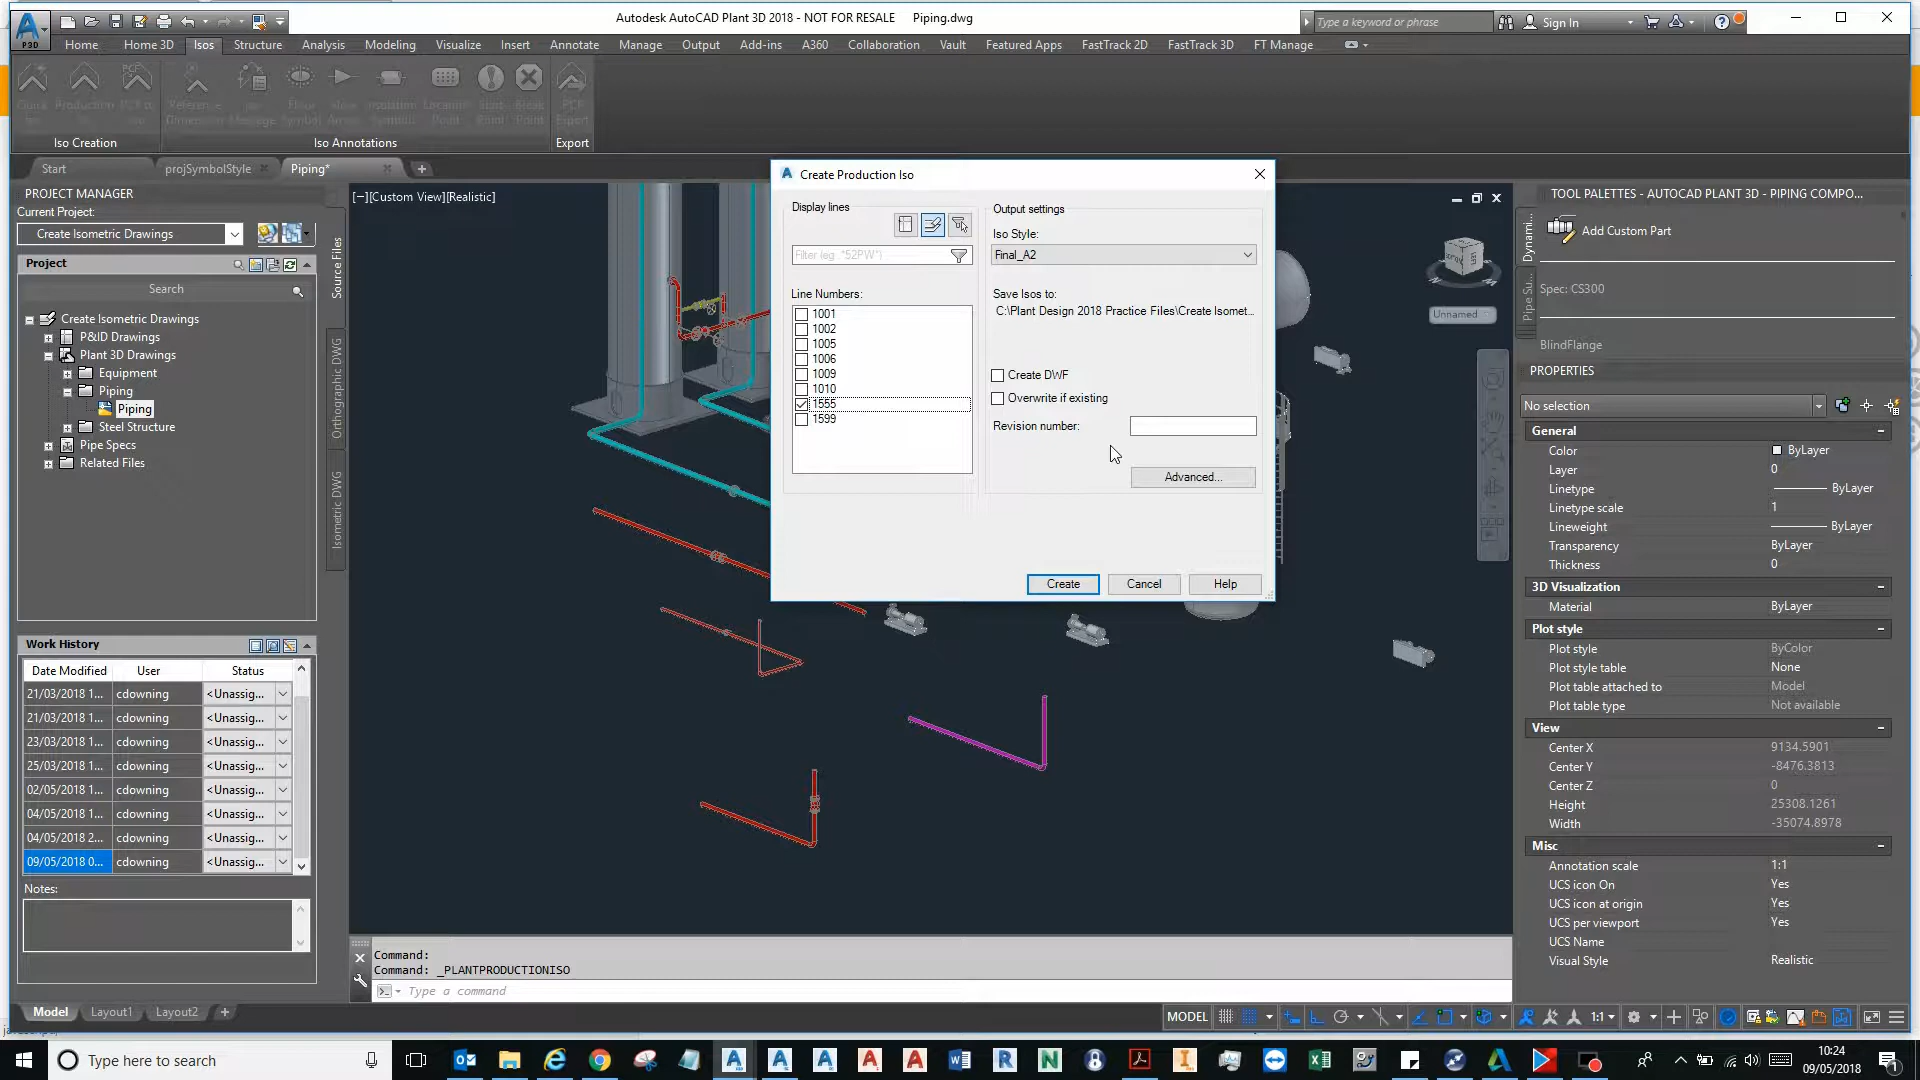 Autodesk AutoCAD Plant 3D 2018 - NOT FOR RESALE Piping.dwg
Type a keyword or phrase
Sign In
P3D
Home Home 3D Isos Structure Analysis Modeling Visualize Insert Annotate Manage Output Add-ins A360 Collaboration Vault Featured Apps FastTrack 2D FastTrack 3D FT Manage
Iso Creation Iso Annotations Export
Start projSymbolStyle Piping*
PROJECT MANAGER
Current Project:
Create Isometric Drawings
Project
Search
Create Isometric Drawings
P&ID Drawings
Plant 3D Drawings
Equipment
Piping
Piping
Steel Structure
Pipe Specs
Related Files
Source Files
Orthographic DWG
Isometric DWG
Work History
Date Modified User Status
21/03/2018 1... cdowning <Unassig...
21/03/2018 1... cdowning <Unassig...
23/03/2018 1... cdowning <Unassig...
25/03/2018 1... cdowning <Unassig...
02/05/2018 1... cdowning <Unassig...
04/05/2018 1... cdowning <Unassig...
04/05/2018 2... cdowning <Unassig...
09/05/2018 0... cdowning <Unassig...
Notes:
[−][Custom View][Realistic]
Unnamed
Create Production Iso
Display lines
Filter (eg. "52PW")
Line Numbers:
1001
1002
1005
1006
1009
1010
1555
1599
Output settings
Iso Style:
Final_A2
Save Isos to:
C:\Plant Design 2018 Practice Files\Create Isomet...
Create DWF
Overwrite if existing
Revision number:
Advanced...
Create Cancel Help
Command:
Command: _PLANTPRODUCTIONISO
Type a command
TOOL PALETTES - AUTOCAD PLANT 3D - PIPING COMPO...
Dynami...
Pipe Su...
Add Custom Part
Spec: CS300
BlindFlange
PROPERTIES
No selection
General
Color ByLayer
Layer 0
Linetype ByLayer
Linetype scale 1
Lineweight ByLayer
Transparency ByLayer
Thickness 0
3D Visualization
Material ByLayer
Plot style
Plot style ByColor
Plot style table None
Plot table attached to Model
Plot table type Not available
View
Center X 9134.5901
Center Y -8476.3813
Center Z 0
Height 25308.1261
Width -35074.8978
Misc
Annotation scale 1:1
UCS icon On Yes
UCS icon at origin Yes
UCS per viewport Yes
UCS Name
Visual Style Realistic
Model Layout1 Layout2
MODEL 1:1
Type here to search
10:24
09/05/2018